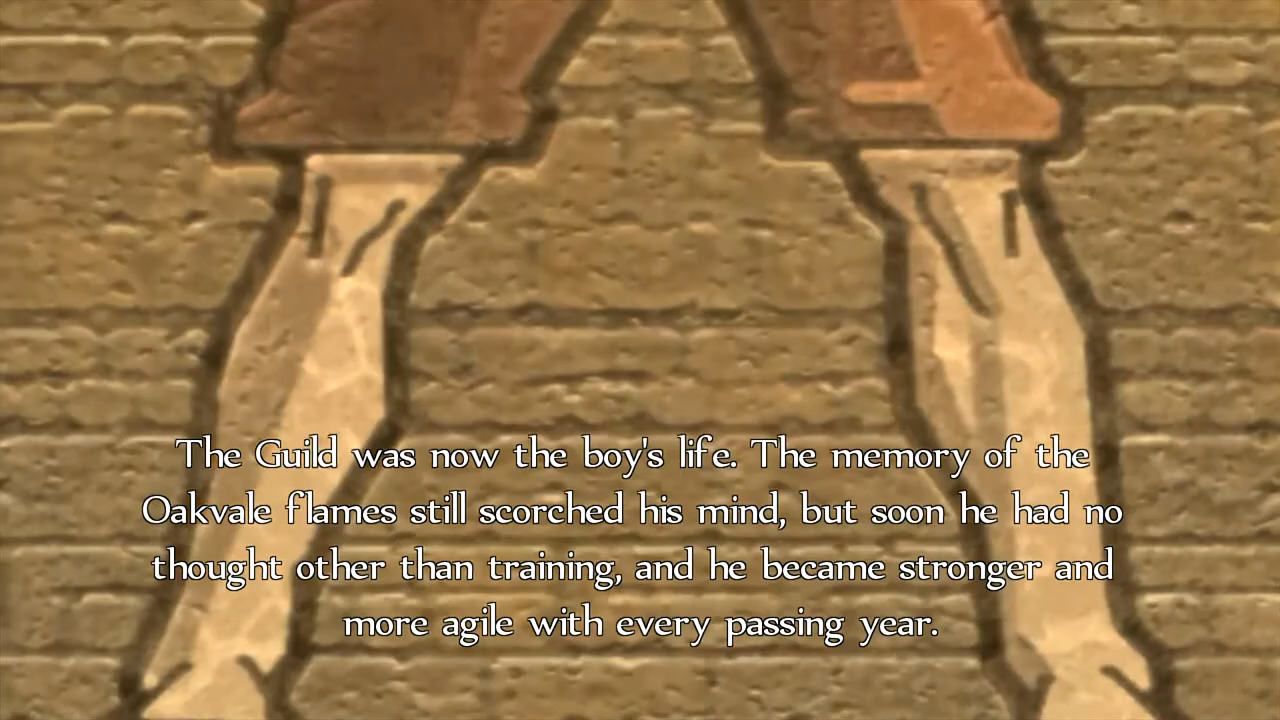 The Guild was now the boy's life. The memory of the
Oakvale flames still scorched his mind, but soon he had no
thought other than training, and he became stronger and
more agile with every passing year.